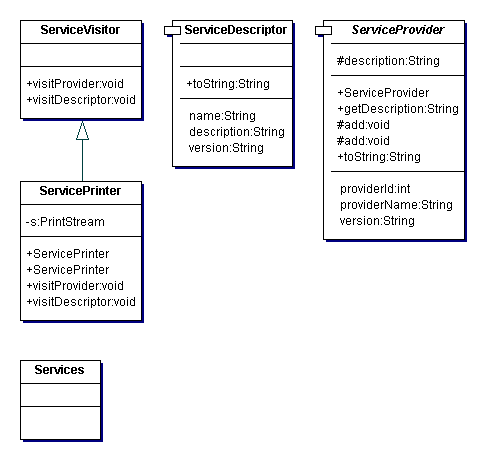 ServiceVisitor
+visitProvider:void
+visitDescriptor:void
ServiceDescriptor
+toString:String
name:String
description:String
version:String
ServiceProvider
#description:String
+ServiceProvider
+getDescription:String
#add:void
#add:void
+toString:String
providerId:int
providerName:String
version:String
ServicePrinter
-s:PrintStream
+ServicePrinter
+ServicePrinter
+visitProvider:void
+visitDescriptor:void
Services